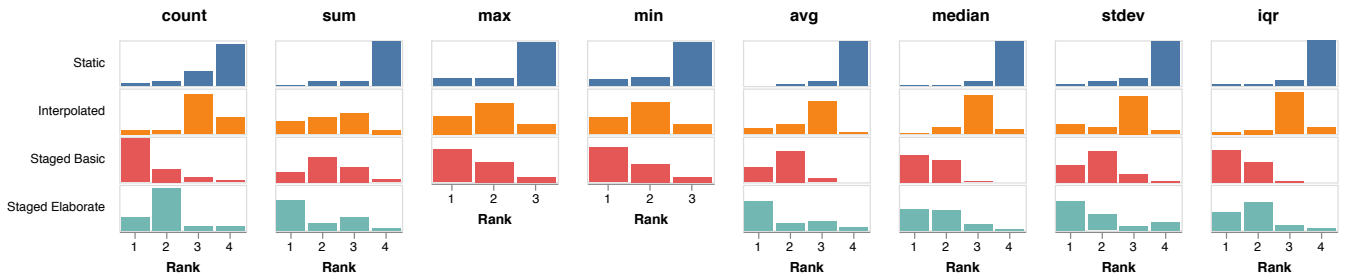 count sum max min avg median stdev iqr
Static
Interpolated
Staged Basic
1 2 3 1 2 3
Staged Elaborate
Rank Rank
1 2 3 4 1 2 3 4 1 2 3 4 1 2 3 4 1 2 3 4 1 2 3 4
Rank Rank Rank Rank Rank Rank